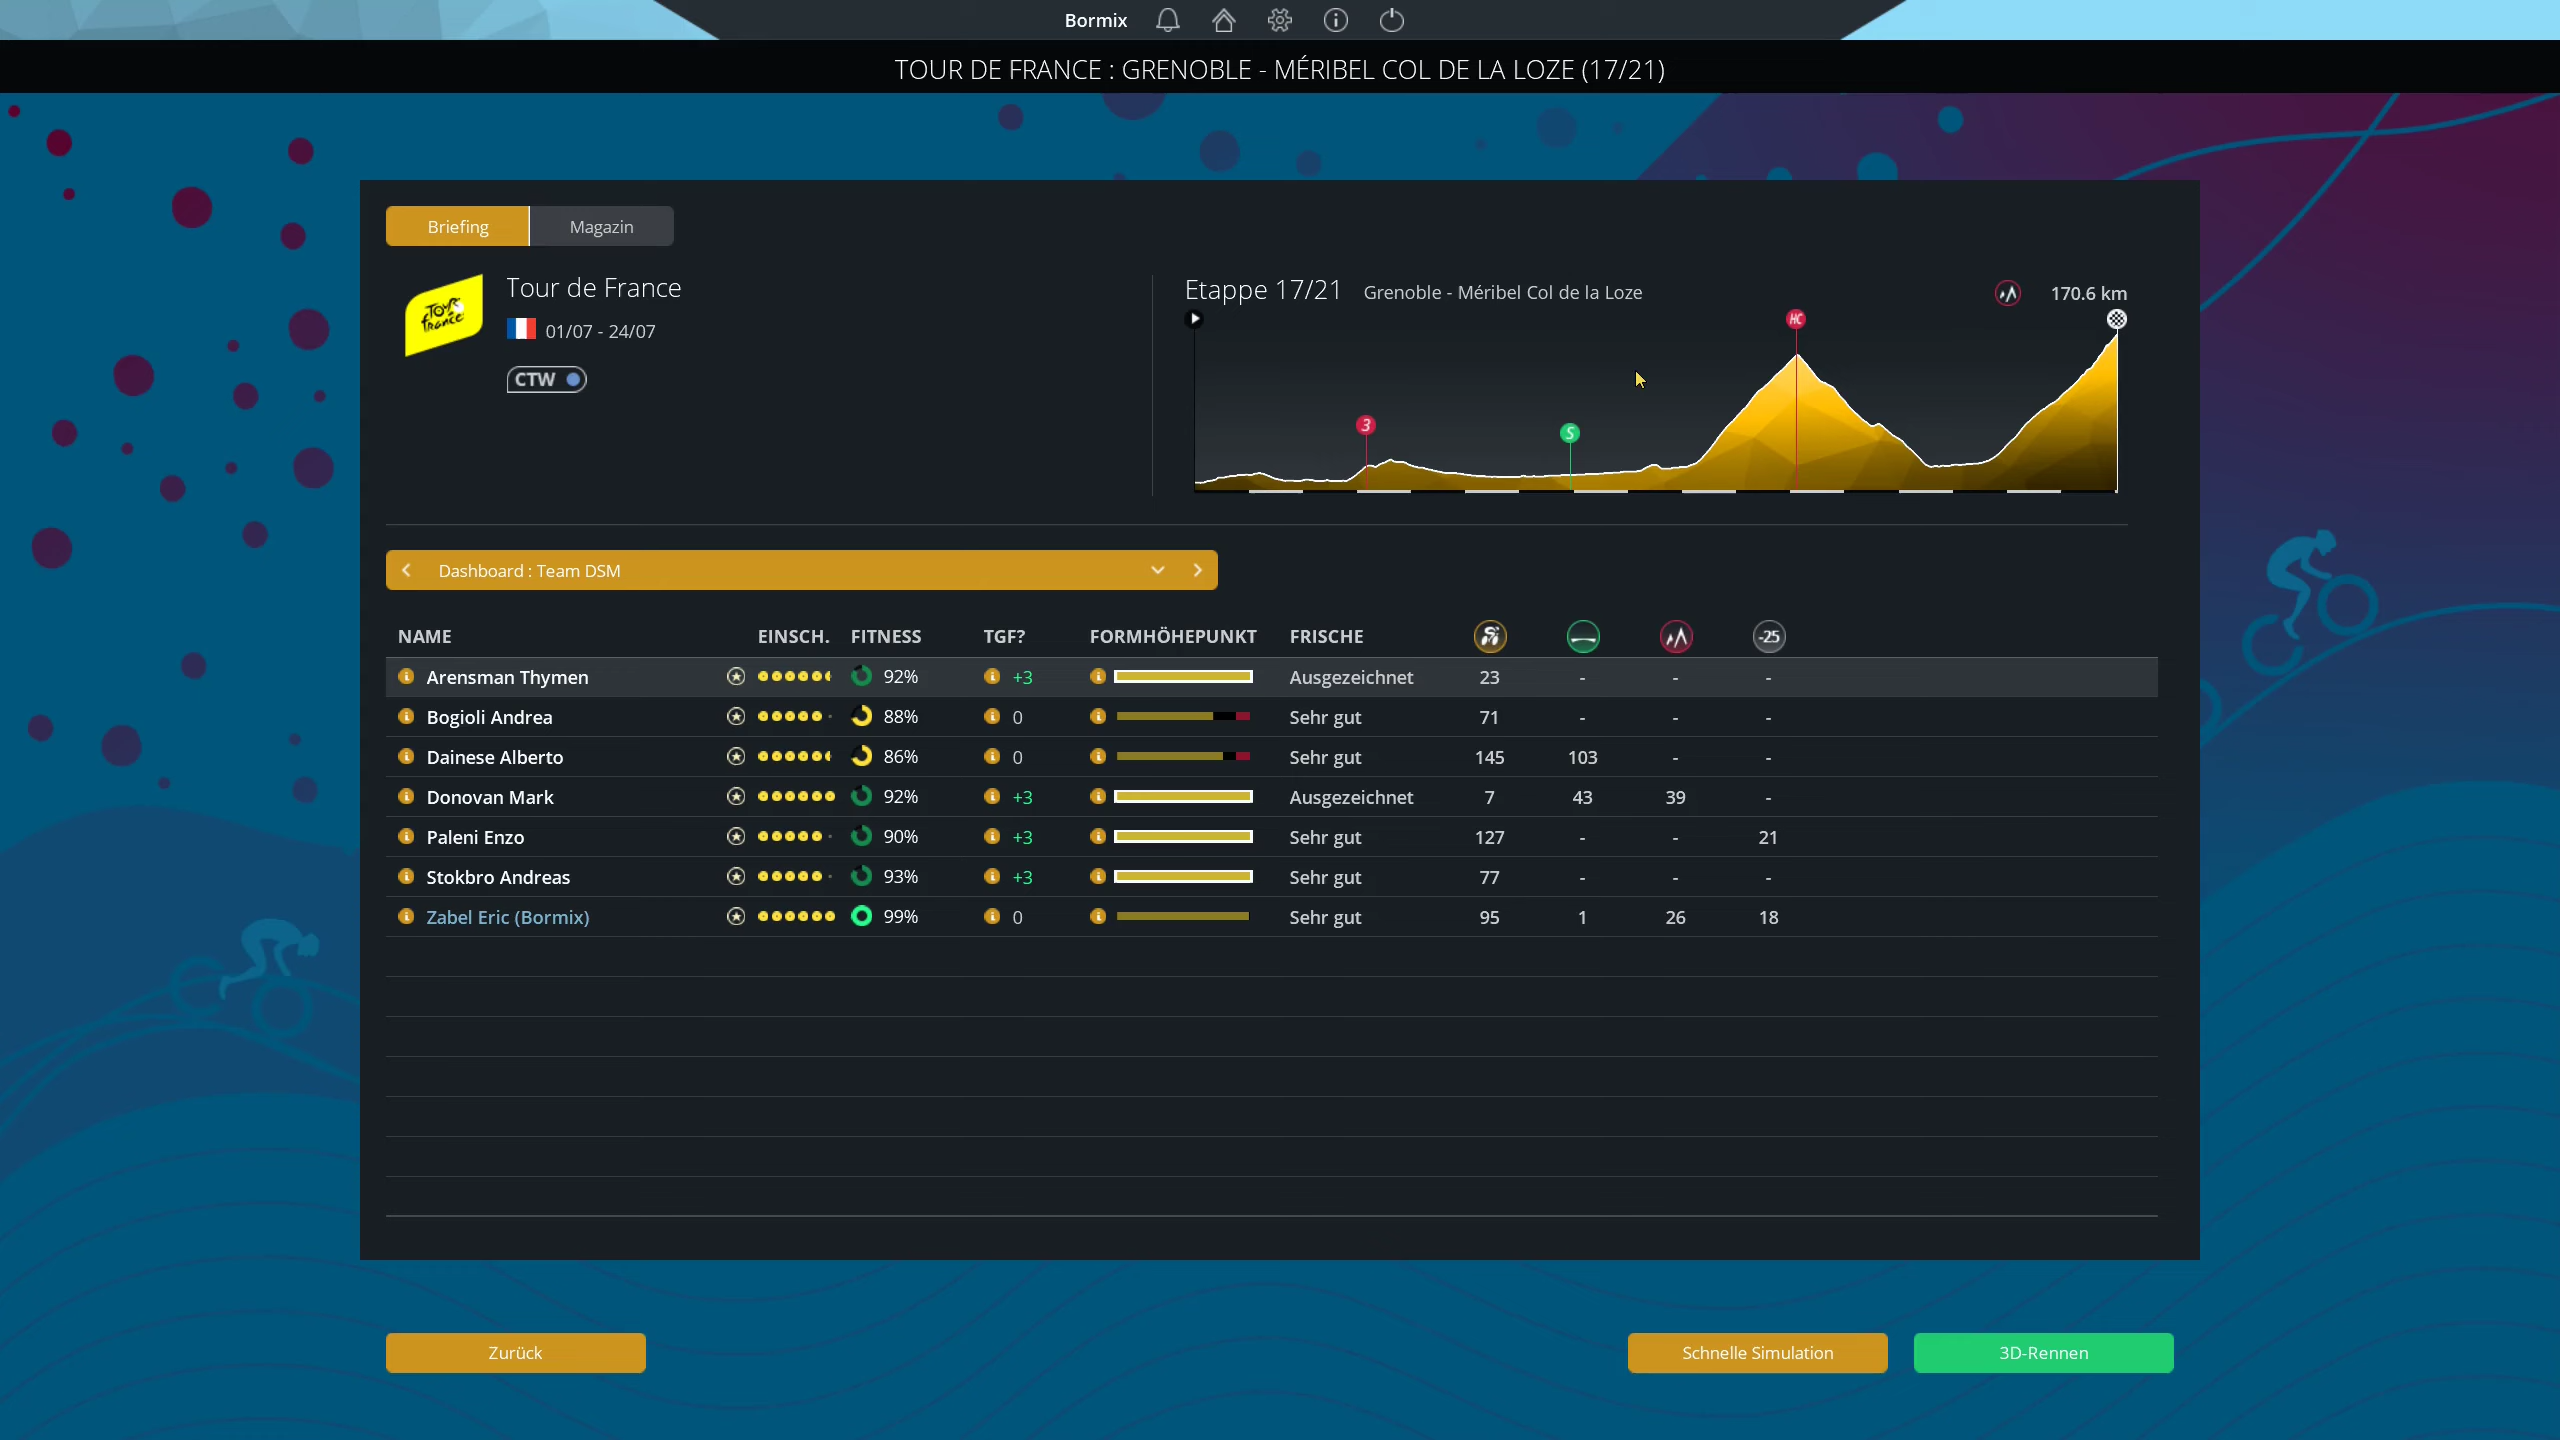 Bormix
TOUR DE FRANCE : GRENOBLE - MÉRIBEL COL DE LA LOZE (17/21)
Briefing Magazin
TOUR de france
Tour de France
01/07 - 24/07
CTW
Etappe 17/21 Grenoble - Méribel Col de la Loze 170.6 km
HC
3
S
Dashboard : Team DSM
NAME EINSCH. FITNESS TGF? FORMHÖHEPUNKT FRISCHE -25
Arensman Thymen 92% +3 Ausgezeichnet 23 - - -
Bogioli Andrea 88% 0 Sehr gut 71 - - -
Dainese Alberto 86% 0 Sehr gut 145 103 - -
Donovan Mark 92% +3 Ausgezeichnet 7 43 39 -
Paleni Enzo 90% +3 Sehr gut 127 - - 21
Stokbro Andreas 93% +3 Sehr gut 77 - - -
Zabel Eric (Bormix) 99% 0 Sehr gut 95 1 26 18
Zurück Schnelle Simulation 3D-Rennen